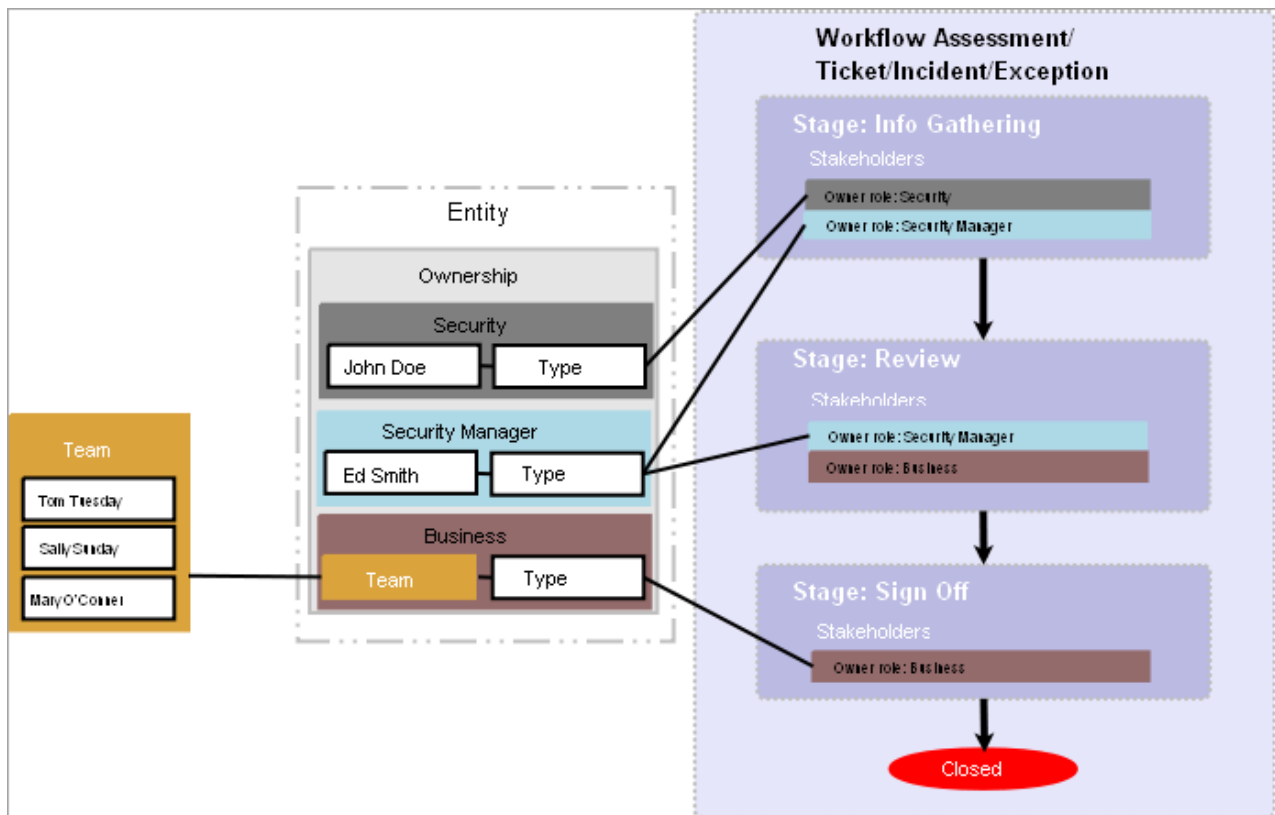 Workflow Assessment/
Ticket/Incident/Exception
Stage: Info Gathering
Stakeholders
Owner role: Security
Owner role: Security Manager
Entity
Ownership
Security
John Doe
Type
Stage: Review
Stakeholders
Owner role: Security Manager
Owner role: Business
Security Manager
Ed Smith
Type
Team
Tom Tuesday
Sally Sunday
Mary O'Conner
Business
Team
Type
Stage: Sign Off
Stakeholders
Owner role: Business
Closed